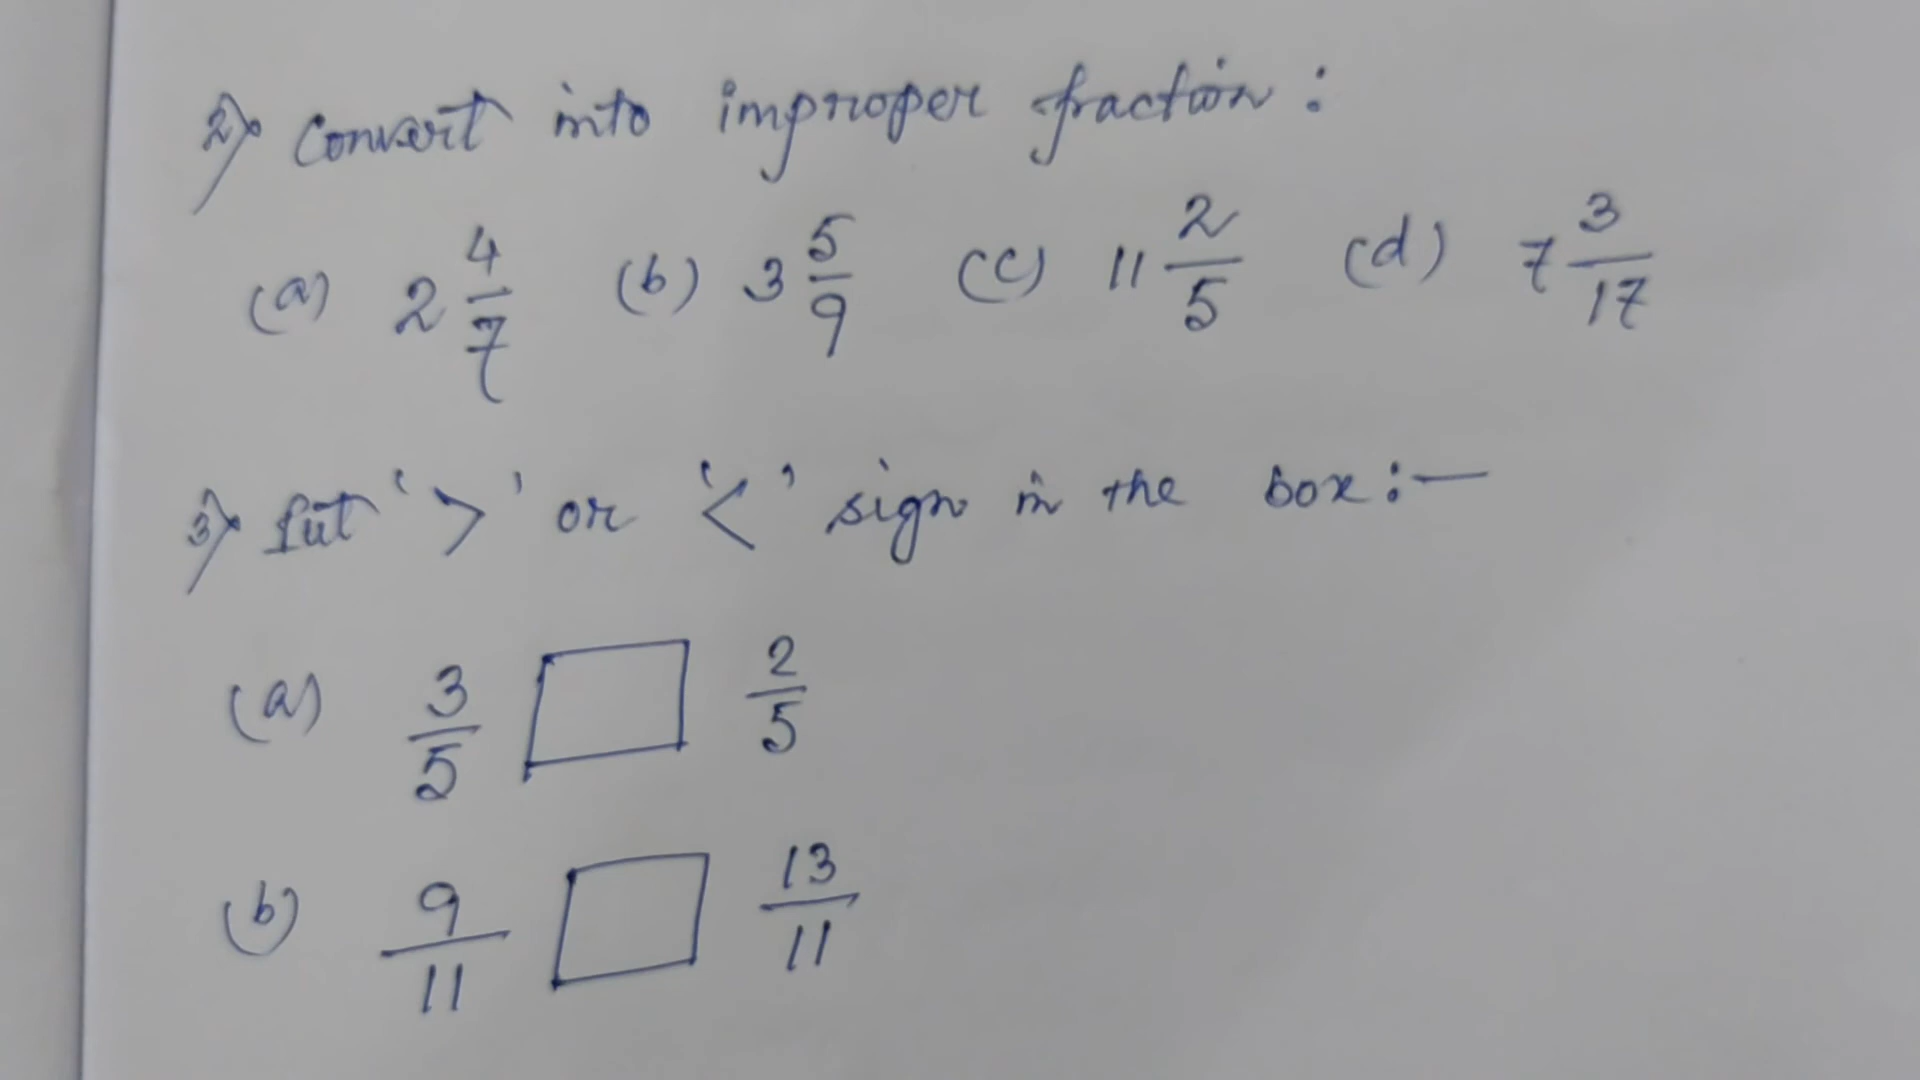 2) Convert into improper fraction:
(a) 2 4/7 (b) 3 5/9 (c) 11 2/5 (d) 7 3/17
3) Put '>' or '<' sign in the box:—
(a) 3/5 □ 2/5
(b) 9/11 □ 13/11